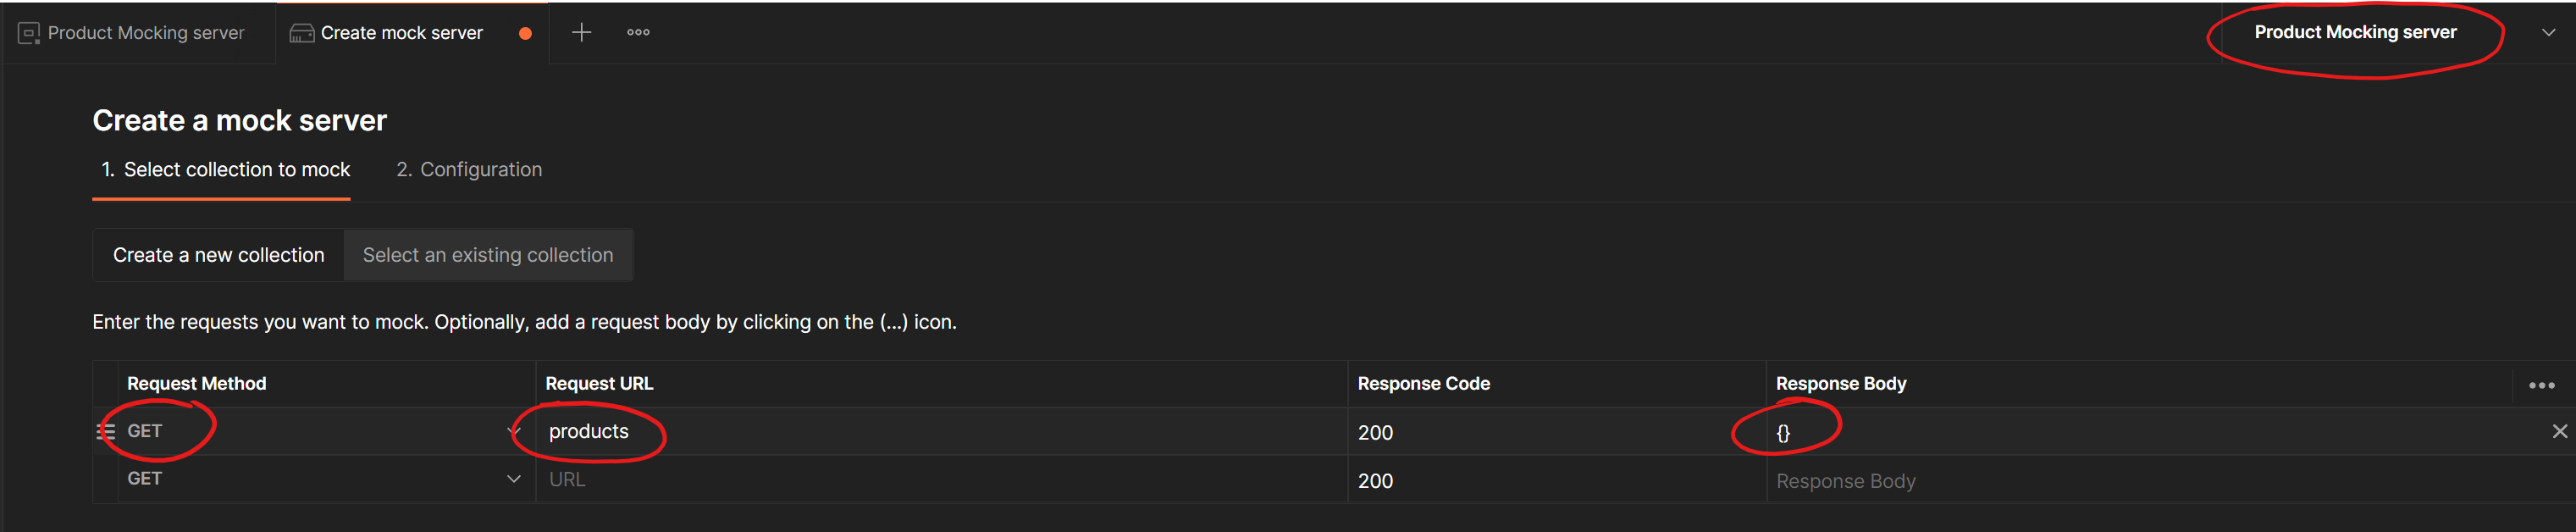 Product Mocking server
Create mock server
Product Mocking server
Create a mock server
1. Select collection to mock
2. Configuration
Create a new collection
Select an existing collection
Enter the requests you want to mock. Optionally, add a request body by clicking on the (...) icon.
Request Method Request URL Response Code Response Body
GET products 200 {}
GET URL 200 Response Body